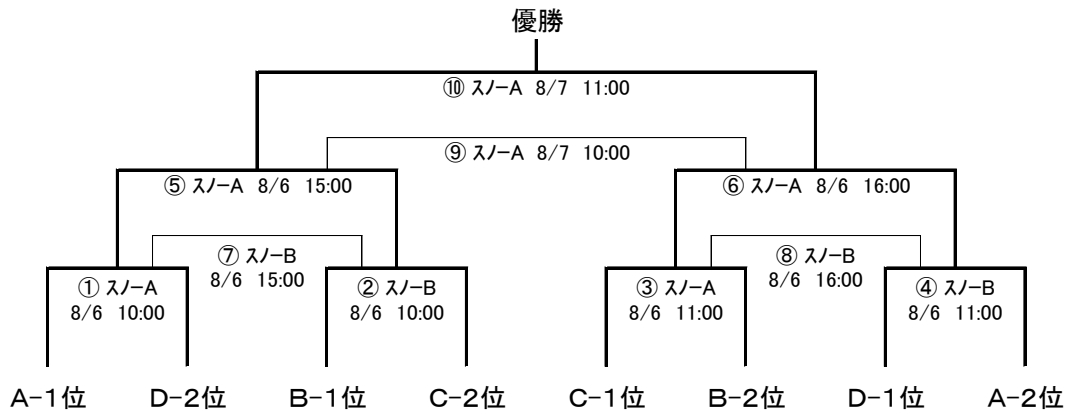 優勝
⑩ スノーA 8/7 11:00
⑨ スノーA 8/7 10:00
⑤ スノーA 8/6 15:00
⑥ スノーA 8/6 16:00
⑦ スノーB
8/6 15:00
⑧ スノーB
8/6 16:00
① スノーA
8/6 10:00
② スノーB
8/6 10:00
③ スノーA
8/6 11:00
④ スノーB
8/6 11:00
A-1位 D-2位 B-1位 C-2位 C-1位 B-2位 D-1位 A-2位